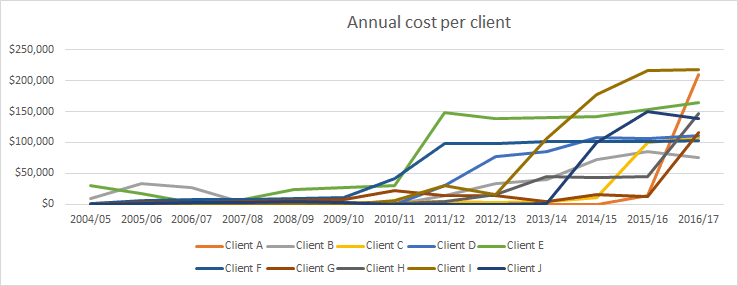 Annual cost per client
$250,000
$200,000
$150,000
$100,000
$50,000
$0
2004/05 2005/06 2006/07 2007/08 2008/09 2009/10 2010/11 2011/12 2012/13 2013/14 2014/15 2015/16 2016/17
Client A Client B Client C Client D Client E
Client F Client G Client H Client I Client J